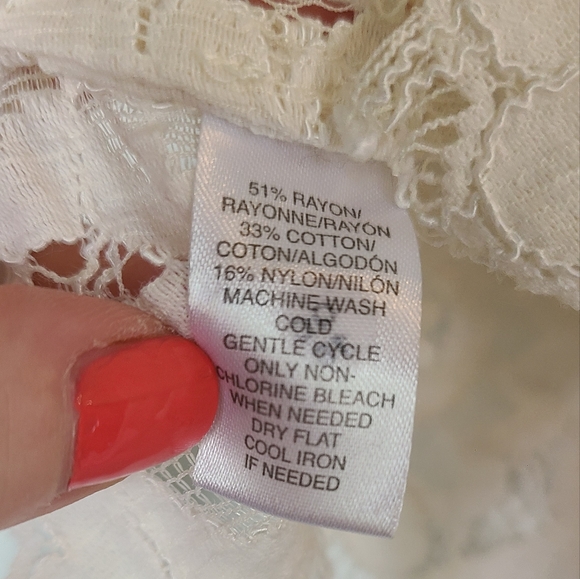 51% RAYON/
RAYONNE/RAYON
33% COTTON/
COTON/ALGODÓN
16% NYLON/NILÓN
MACHINE WASH
COLD
GENTLE CYCLE
ONLY NON-
CHLORINE BLEACH
WHEN NEEDED
DRY FLAT
COOL IRON
IF NEEDED